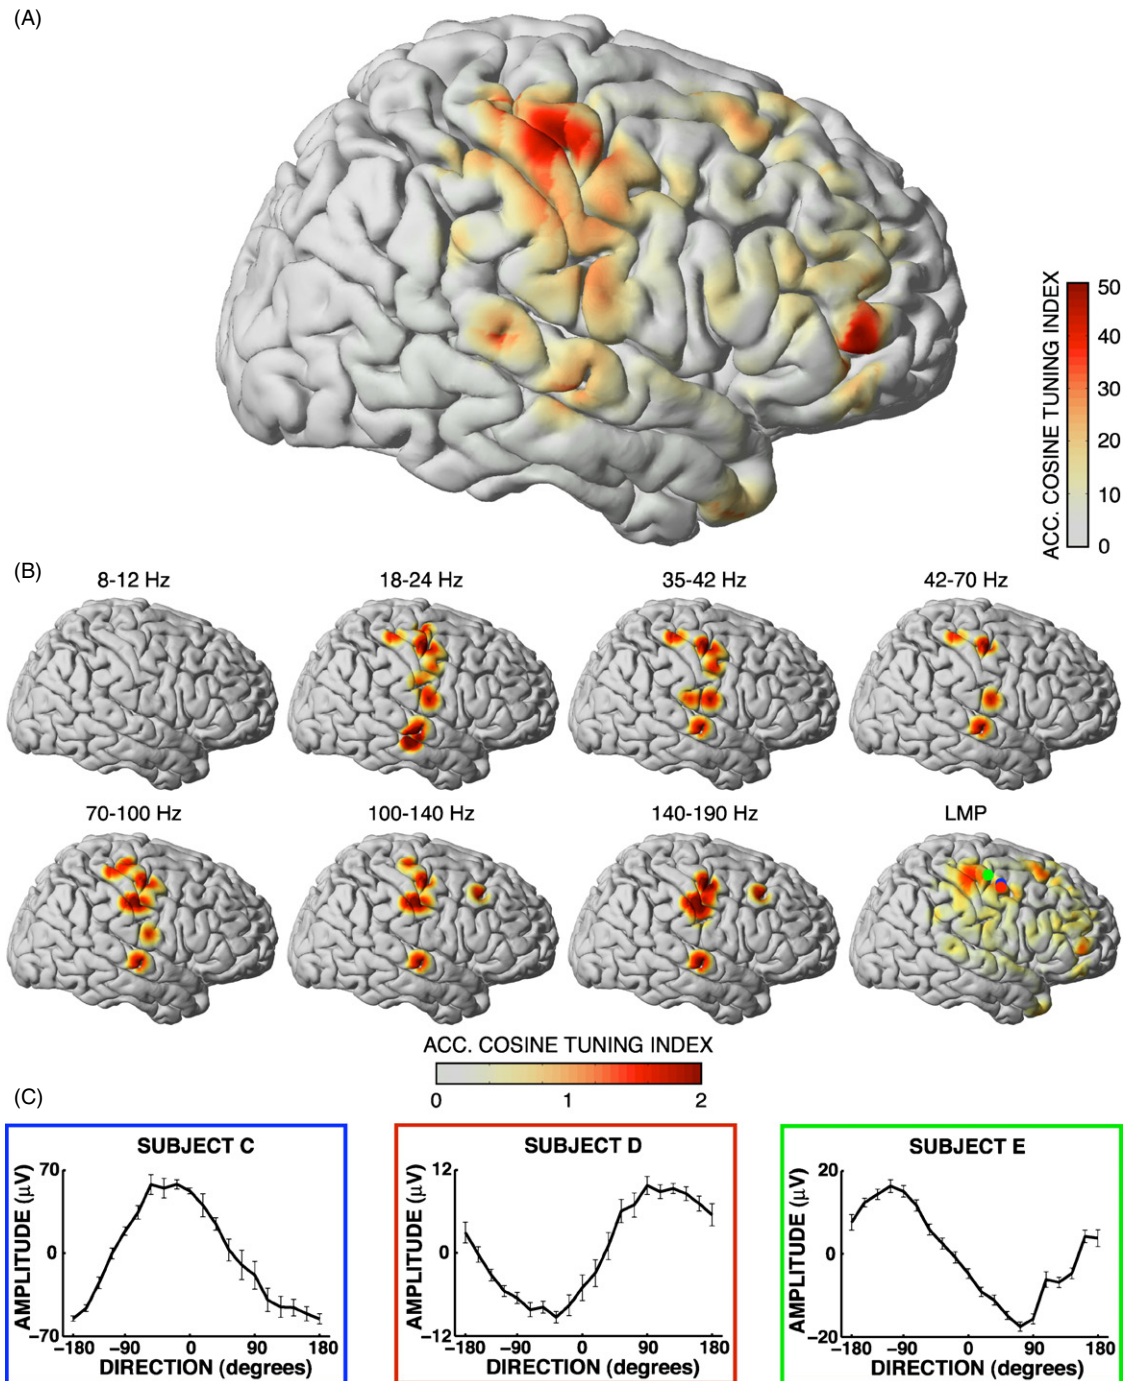 (A)
ACC. COSINE TUNING INDEX
50
40
30
20
10
0
(B)
8-12 Hz
18-24 Hz
35-42 Hz
42-70 Hz
70-100 Hz
100-140 Hz
140-190 Hz
LMP
ACC. COSINE TUNING INDEX
0 1 2
(C)
SUBJECT C
AMPLITUDE (μV)
70
0
−70
−180 −90 0 90 180
DIRECTION (degrees)
SUBJECT D
AMPLITUDE (μV)
12
0
−12
−180 −90 0 90 180
DIRECTION (degrees)
SUBJECT E
AMPLITUDE (μV)
20
0
−20
−180 −90 0 90 180
DIRECTION (degrees)